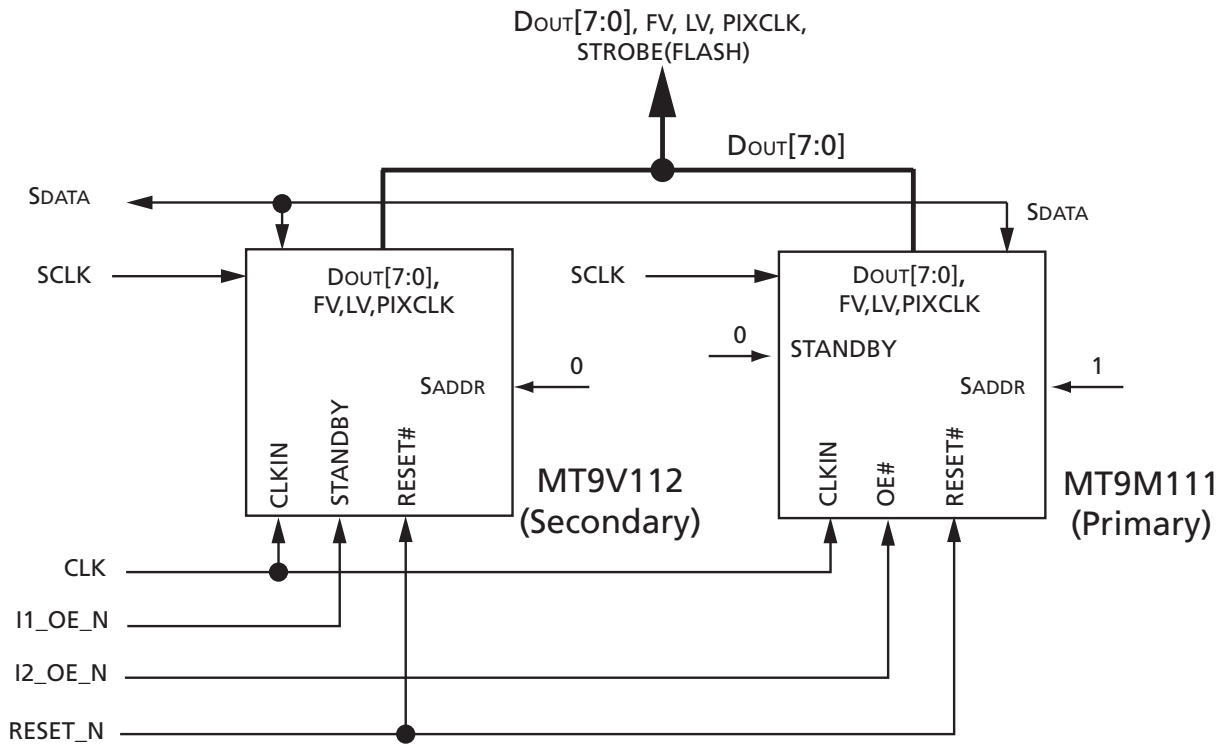 DOUT[7:0], FV, LV, PIXCLK,
STROBE(FLASH)
DOUT[7:0]
SDATA
SDATA
SCLK
DOUT[7:0],
FV,LV,PIXCLK
SCLK
DOUT[7:0],
FV,LV,PIXCLK
0
STANDBY
SADDR
0
SADDR
1
CLKIN
STANDBY
RESET#
MT9V112
(Secondary)
CLKIN
OE#
RESET#
MT9M111
(Primary)
CLK
I1_OE_N
I2_OE_N
RESET_N